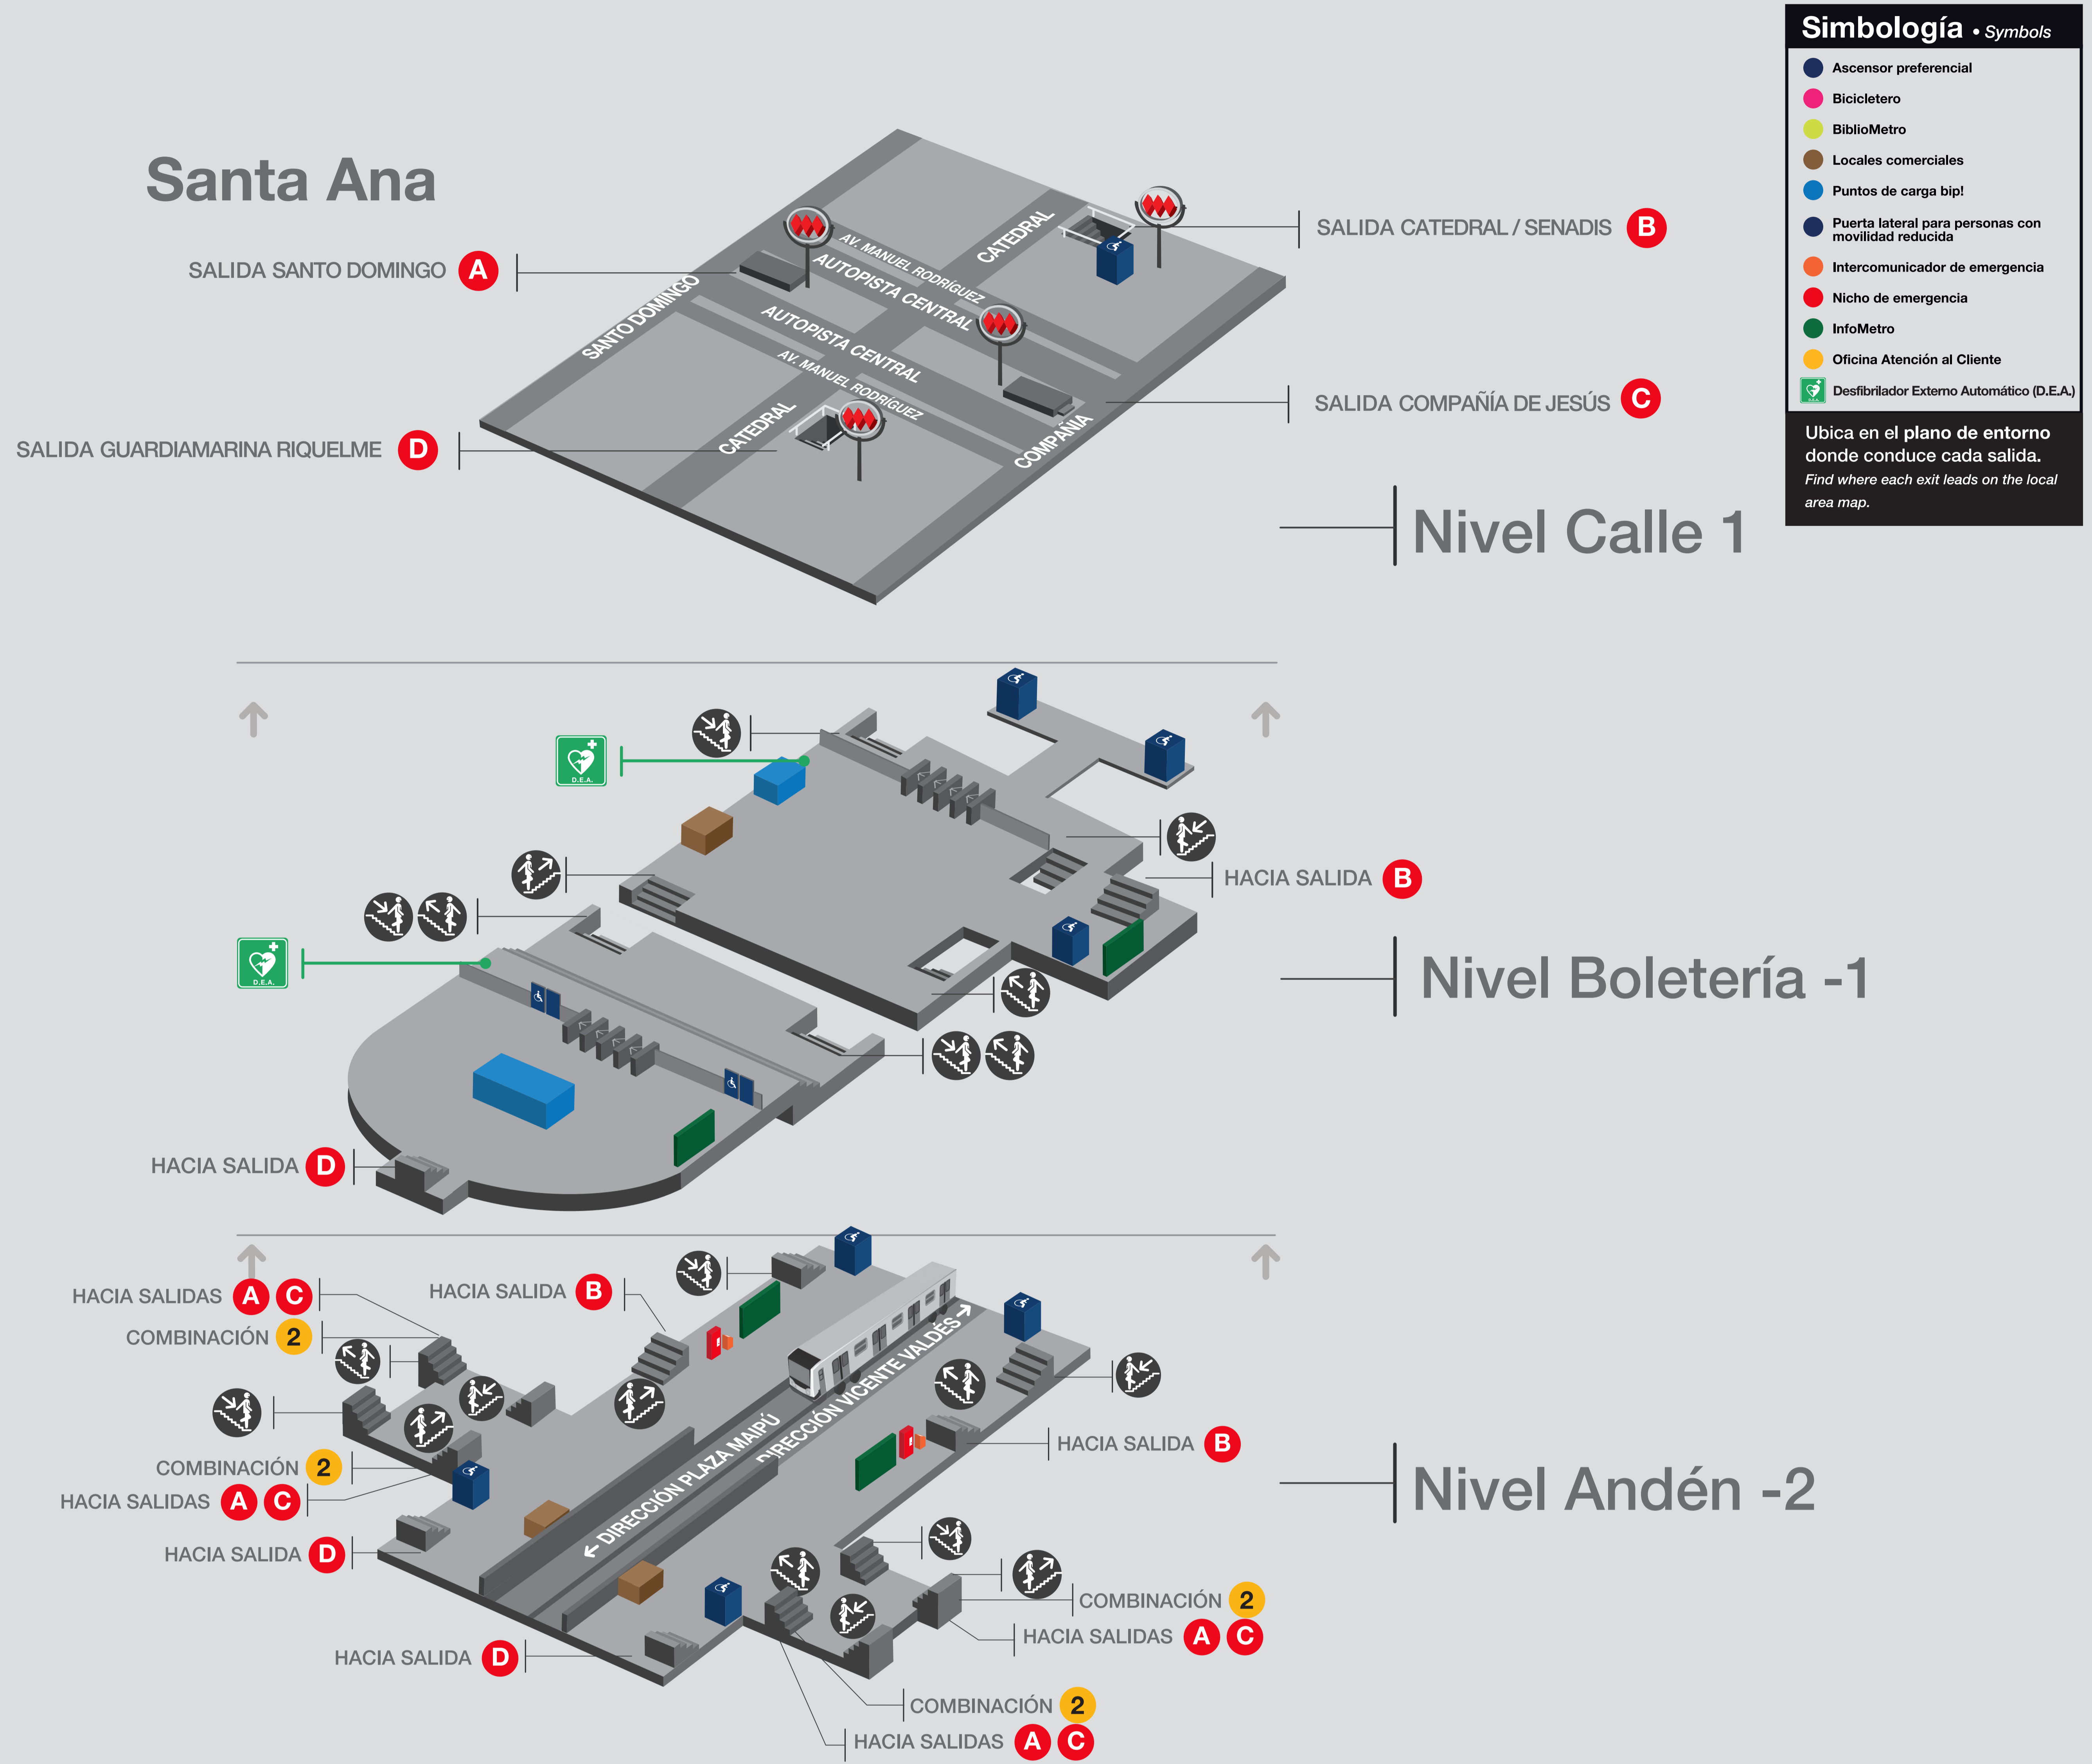 Santa Ana
Simbología • Symbols
Ascensor preferencial
Bicicletero
BiblioMetro
Locales comerciales
Puntos de carga bip!
Puerta lateral para personas con
movilidad reducida
Intercomunicador de emergencia
Nicho de emergencia
InfoMetro
Oficina Atención al Cliente
D.E.A. Desfibrilador Externo Automático (D.E.A.)
Ubica en el plano de entorno
donde conduce cada salida.
Find where each exit leads on the local
area map.
SALIDA CATEDRAL / SENADIS B
SALIDA SANTO DOMINGO A
CATEDRAL
AV. MANUEL RODRÍGUEZ
AUTOPISTA CENTRAL
SANTO DOMINGO
AUTOPISTA CENTRAL
AV. MANUEL RODRÍGUEZ
SALIDA COMPAÑÍA DE JESÚS C
CATEDRAL
COMPAÑIA
SALIDA GUARDIAMARINA RIQUELME D
Nivel Calle 1
D.E.A.
HACIA SALIDA B
D.E.A.
Nivel Boletería -1
HACIA SALIDA D
HACIA SALIDAS A C
HACIA SALIDA B
COMBINACIÓN 2
DIRECCIÓN VICENTE VALDÉS →
← DIRECCIÓN PLAZA MAIPÚ
HACIA SALIDA B
COMBINACIÓN 2
HACIA SALIDAS A C
Nivel Andén -2
HACIA SALIDA D
COMBINACIÓN 2
HACIA SALIDAS A C
HACIA SALIDA D
COMBINACIÓN 2
HACIA SALIDAS A C